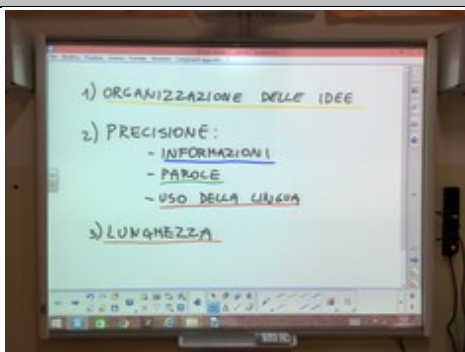 1) ORGANIZZAZIONE DELLE IDEE
2) PRECISIONE:
- INFORMAZIONI
- PAROLE
- USO DELLA LINGUA
3) LUNGHEZZA